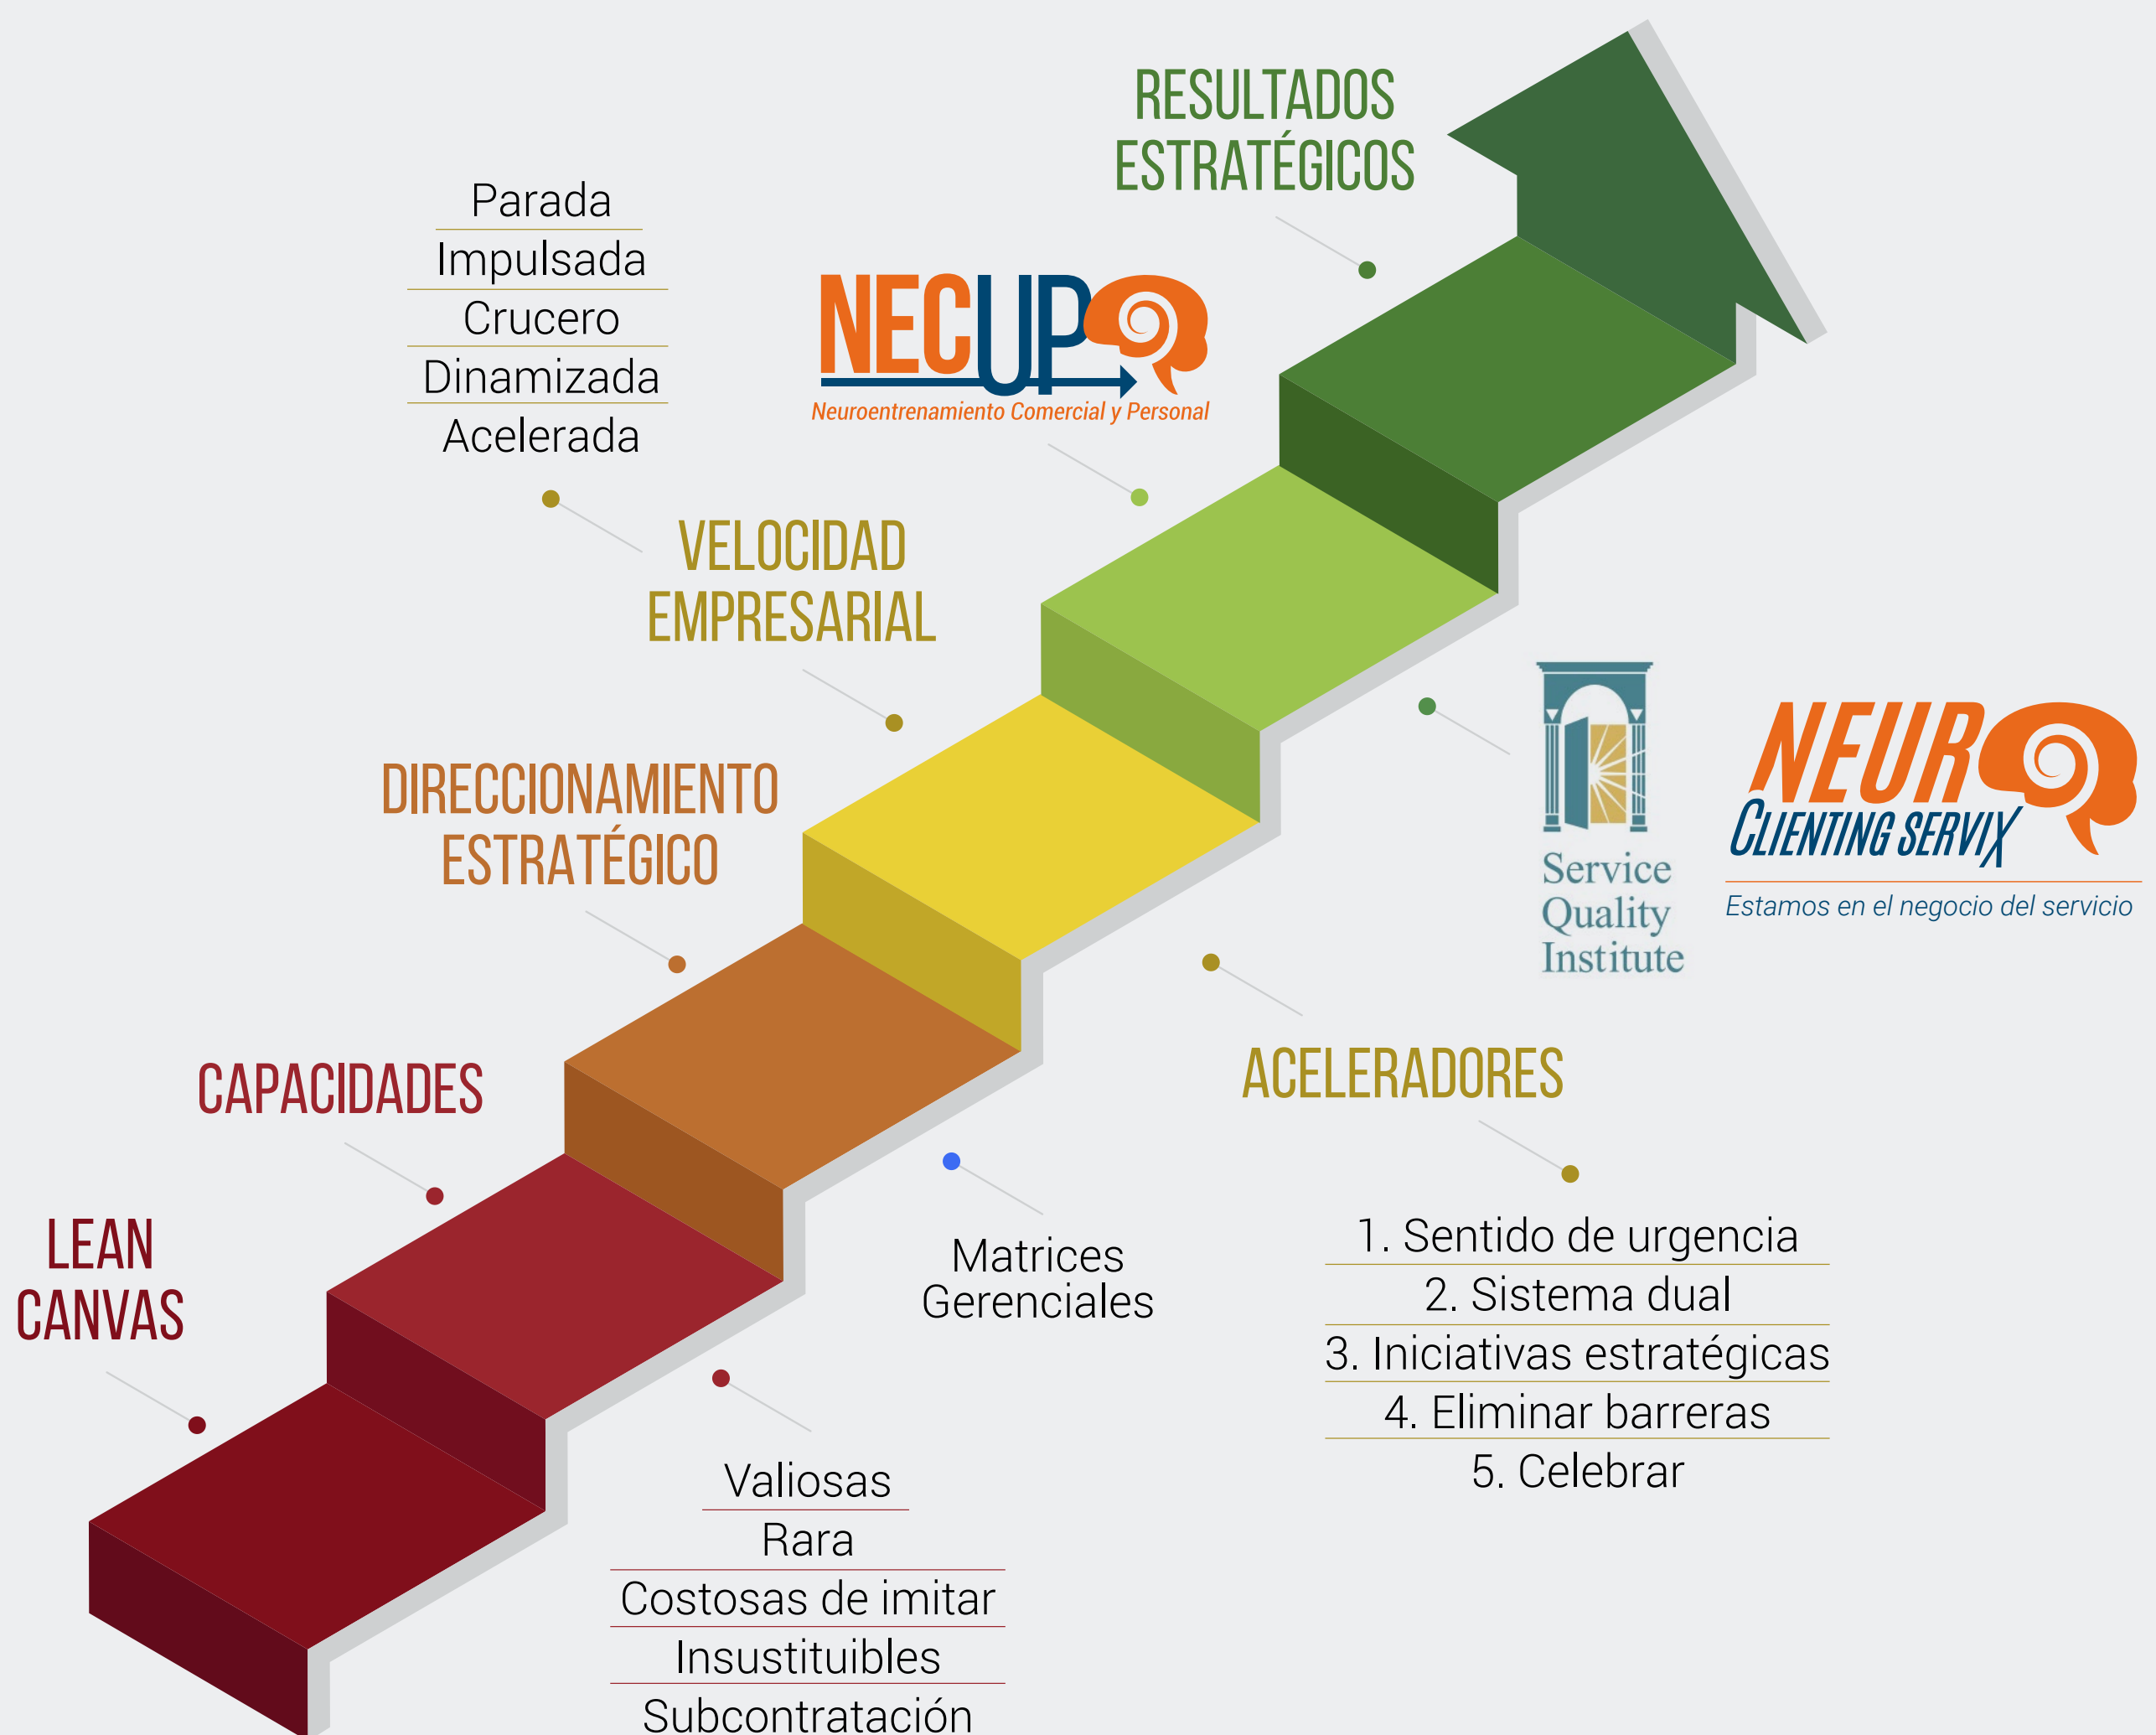 RESULTADOS
ESTRATÉGICOS
Parada
Impulsada
Crucero
Dinamizada
Acelerada
NECUP
Neuroentrenamiento Comercial y Personal
VELOCIDAD
EMPRESARIAL
DIRECCIONAMIENTO
ESTRATÉGICO
Service
Quality
Institute
NEURO
CLIENTING SERVIX
Estamos en el negocio del servicio
CAPACIDADES
ACELERADORES
LEAN
CANVAS
Matrices
Gerenciales
1. Sentido de urgencia
2. Sistema dual
3. Iniciativas estratégicas
4. Eliminar barreras
5. Celebrar
Valiosas
Rara
Costosas de imitar
Insustituibles
Subcontratación